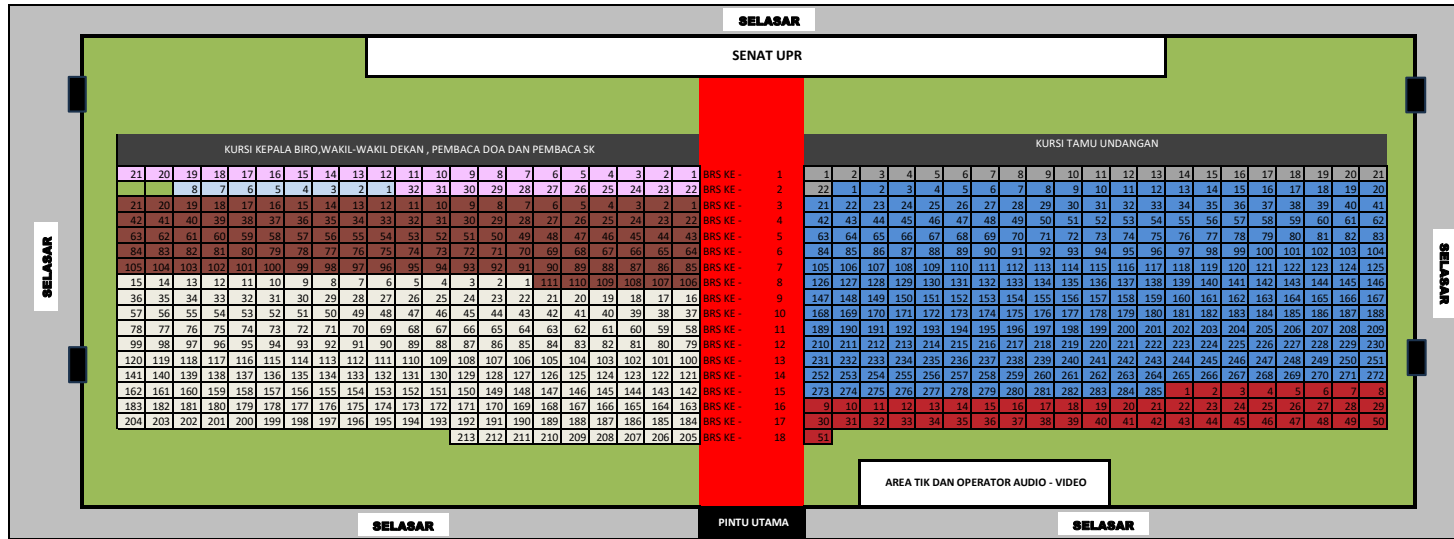 SELASAR
SENAT UPR
KURSI KEPALA BIRO,WAKIL-WAKIL DEKAN , PEMBACA DOA DAN PEMBACA SK
KURSI TAMU UNDANGAN
21 20 19 18 17 16 15 14 13 12 11 10 9 8 7 6 5 4 3 2 1 BRS KE - 1 1 2 3 4 5 6 7 8 9 10 11 12 13 14 15 16 17 18 19 20 21
8 7 6 5 4 3 2 1 32 31 30 29 28 27 26 25 24 23 22 BRS KE - 2 22 1 2 3 4 5 6 7 8 9 10 11 12 13 14 15 16 17 18 19 20
21 20 19 18 17 16 15 14 13 12 11 10 9 8 7 6 5 4 3 2 1 BRS KE - 3 21 22 23 24 25 26 27 28 29 30 31 32 33 34 35 36 37 38 39 40 41
42 41 40 39 38 37 36 35 34 33 32 31 30 29 28 27 26 25 24 23 22 BRS KE - 4 42 43 44 45 46 47 48 49 50 51 52 53 54 55 56 57 58 59 60 61 62
63 62 61 60 59 58 57 56 55 54 53 52 51 50 49 48 47 46 45 44 43 BRS KE - 5 63 64 65 66 67 68 69 70 71 72 73 74 75 76 77 78 79 80 81 82 83
84 83 82 81 80 79 78 77 76 75 74 73 72 71 70 69 68 67 66 65 64 BRS KE - 6 84 85 86 87 88 89 90 91 92 93 94 95 96 97 98 99 100 101 102 103 104
105 104 103 102 101 100 99 98 97 96 95 94 93 92 91 90 89 88 87 86 85 BRS KE - 7 105 106 107 108 109 110 111 112 113 114 115 116 117 118 119 120 121 122 123 124 125
15 14 13 12 11 10 9 8 7 6 5 4 3 2 1 111 110 109 108 107 106 BRS KE - 8 126 127 128 129 130 131 132 133 134 135 136 137 138 139 140 141 142 143 144 145 146
36 35 34 33 32 31 30 29 28 27 26 25 24 23 22 21 20 19 18 17 16 BRS KE - 9 147 148 149 150 151 152 153 154 155 156 157 158 159 160 161 162 163 164 165 166 167
57 56 55 54 53 52 51 50 49 48 47 46 45 44 43 42 41 40 39 38 37 BRS KE - 10 168 169 170 171 172 173 174 175 176 177 178 179 180 181 182 183 184 185 186 187 188
78 77 76 75 74 73 72 71 70 69 68 67 66 65 64 63 62 61 60 59 58 BRS KE - 11 189 190 191 192 193 194 195 196 197 198 199 200 201 202 203 204 205 206 207 208 209
99 98 97 96 95 94 93 92 91 90 89 88 87 86 85 84 83 82 81 80 79 BRS KE - 12 210 211 212 213 214 215 216 217 218 219 220 221 222 223 224 225 226 227 228 229 230
120 119 118 117 116 115 114 113 112 111 110 109 108 107 106 105 104 103 102 101 100 BRS KE - 13 231 232 233 234 235 236 237 238 239 240 241 242 243 244 245 246 247 248 249 250 251
141 140 139 138 137 136 135 134 133 132 131 130 129 128 127 126 125 124 123 122 121 BRS KE - 14 252 253 254 255 256 257 258 259 260 261 262 263 264 265 266 267 268 269 270 271 272
162 161 160 159 158 157 156 155 154 153 152 151 150 149 148 147 146 145 144 143 142 BRS KE - 15 273 274 275 276 277 278 279 280 281 282 283 284 285 1 2 3 4 5 6 7 8
183 182 181 180 179 178 177 176 175 174 173 172 171 170 169 168 167 166 165 164 163 BRS KE - 16 9 10 11 12 13 14 15 16 17 18 19 20 21 22 23 24 25 26 27 28 29
204 203 202 201 200 199 198 197 196 195 194 193 192 191 190 189 188 187 186 185 184 BRS KE - 17 30 31 32 33 34 35 36 37 38 39 40 41 42 43 44 45 46 47 48 49 50
213 212 211 210 209 208 207 206 205 BRS KE - 18 51
SELASAR
SELASAR
AREA TIK DAN OPERATOR AUDIO - VIDEO
SELASAR
PINTU UTAMA
SELASAR